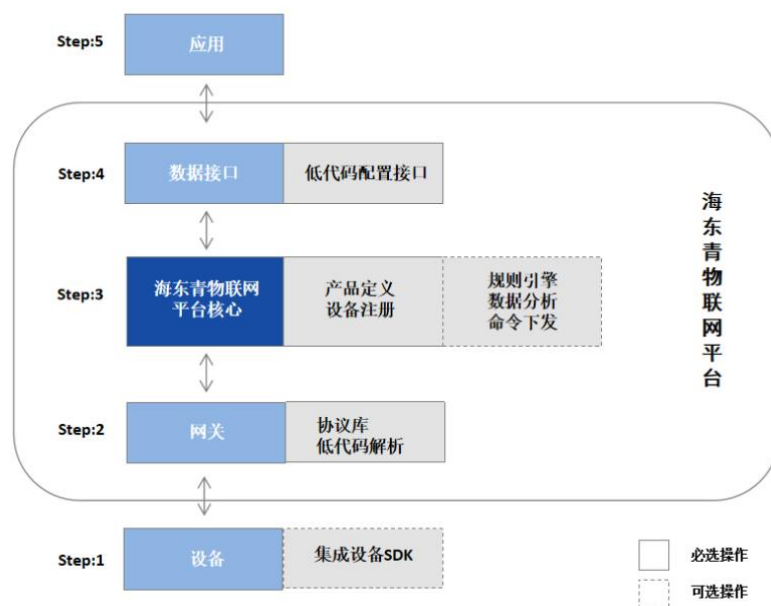 Step:5
应用
Step:4
数据接口
低代码配置接口
Step:3
海东青物联网
平台核心
产品定义
设备注册
规则引擎
数据分析
命令下发
海东青物联网平台
Step:2
网关
协议库
低代码解析
Step:1
设备
集成设备SDK
必选操作
可选操作